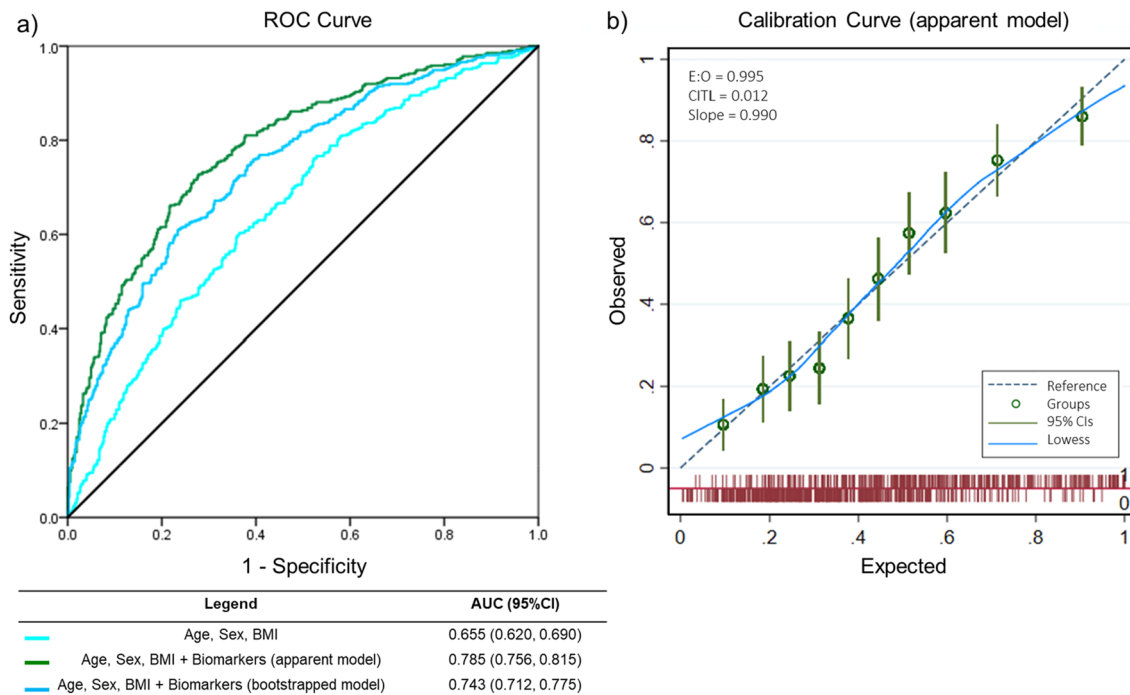 a)
ROC Curve
1.0
0.8
0.6
0.4
0.2
0.0
Sensitivity
0.0 0.2 0.4 0.6 0.8 1.0
1 - Specificity
Legend AUC (95%CI)
Age, Sex, BMI 0.655 (0.620, 0.690)
Age, Sex, BMI + Biomarkers (apparent model) 0.785 (0.756, 0.815)
Age, Sex, BMI + Biomarkers (bootstrapped model) 0.743 (0.712, 0.775)
b)
Calibration Curve (apparent model)
E:O = 0.995
CITL = 0.012
Slope = 0.990
1
.8
.6
.4
.2
0
Observed
Reference
Groups
95% CIs
Lowess
1
0
0 .2 .4 .6 .8 1
Expected